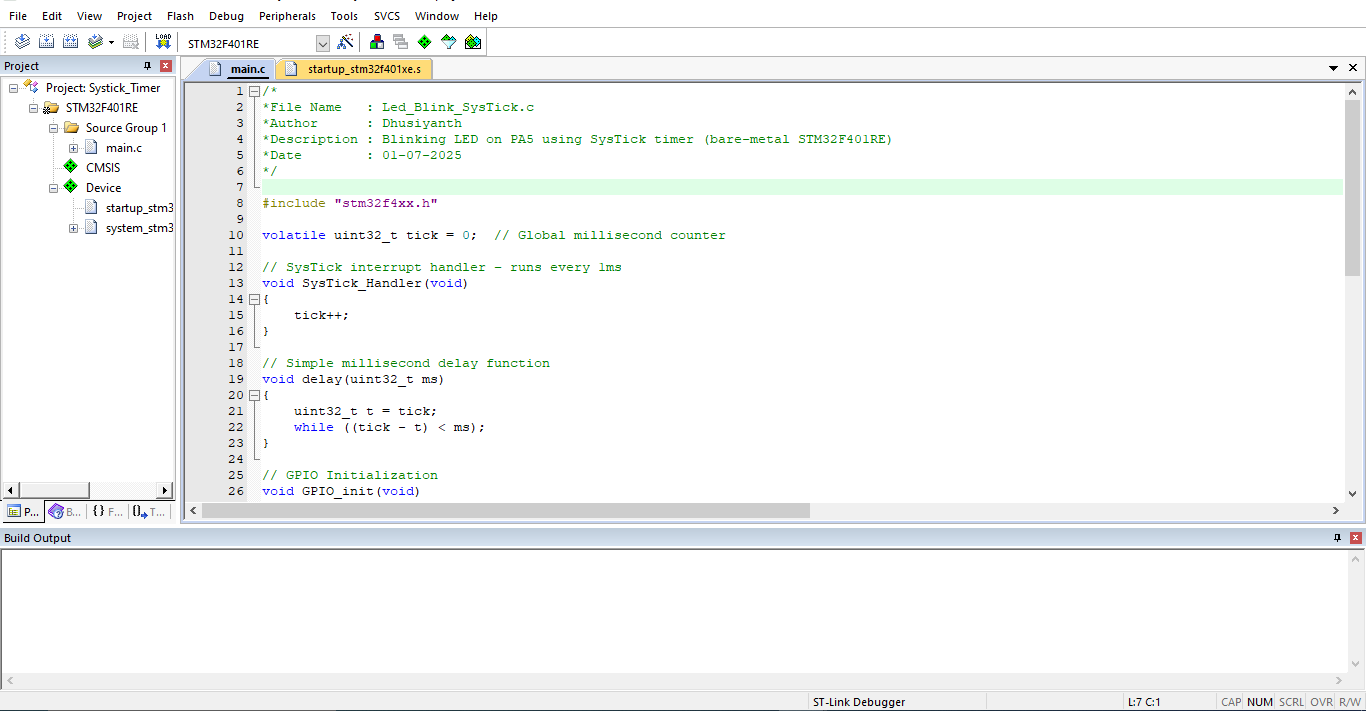 File Edit View Project Flash Debug Peripherals Tools SVCS Window Help
LOAD STM32F401RE
Project
main.c startup_stm32f401xe.s
Project: Systick_Timer
STM32F401RE
Source Group 1
main.c
CMSIS
Device
startup_stm3
system_stm3
P... B... {} F... 0 T...
1 /*
2 *File Name   : Led_Blink_SysTick.c
3 *Author      : Dhusiyanth
4 *Description : Blinking LED on PA5 using SysTick timer (bare-metal STM32F401RE)
5 *Date        : 01-07-2025
6 */
7
8 #include "stm32f4xx.h"
9
10 volatile uint32_t tick = 0;  // Global millisecond counter
11
12 // SysTick interrupt handler - runs every 1ms
13 void SysTick_Handler(void)
14 {
15     tick++;
16 }
17
18 // Simple millisecond delay function
19 void delay(uint32_t ms)
20 {
21     uint32_t t = tick;
22     while ((tick - t) < ms);
23 }
24
25 // GPIO Initialization
26 void GPIO_init(void)
Build Output
ST-Link Debugger L:7 C:1 CAP NUM SCRL OVR R/W